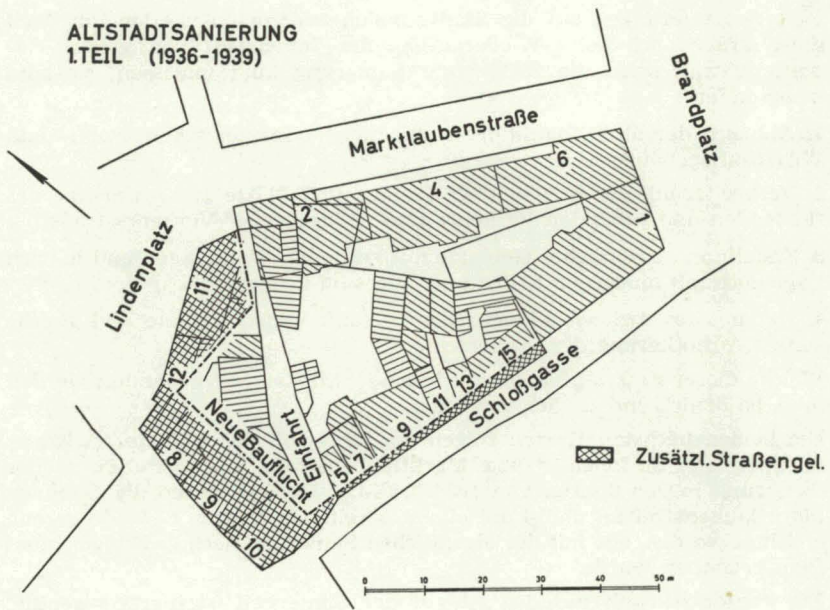 ALTSTADTSANIERUNG
1.TEIL (1936-1939)
Marktlaubenstraße
Brandplatz
Lindenplatz
2
4
6
1
11
12
8
9
10
Neue Bauflucht
Einfahrt
5
7
9
11
13
15
Schloßgasse
Zusätzl.Straßengel.
0 10 20 30 40 50 m